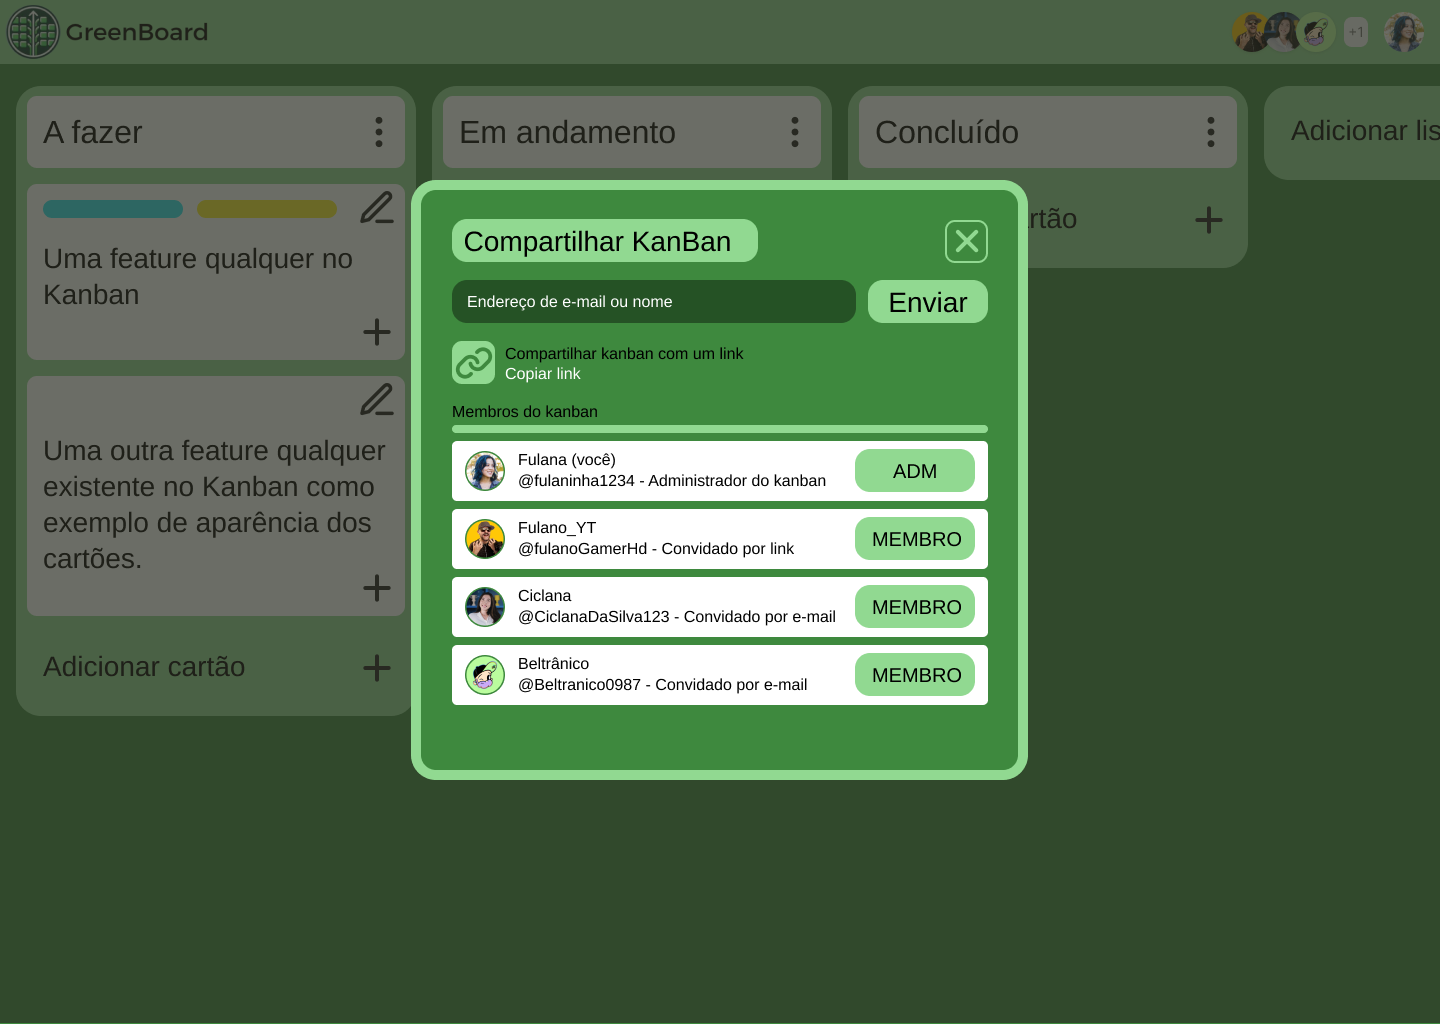 GreenBoard
+1
A fazer
Em andamento
Concluído
Adicionar lis
Uma feature qualquer no
Kanban
Uma outra feature qualquer
existente no Kanban como
exemplo de aparência dos
cartões.
Adicionar cartão
rtão
Compartilhar KanBan
Endereço de e-mail ou nome
Enviar
Compartilhar kanban com um link
Copiar link
Membros do kanban
Fulana (você)
@fulaninha1234 - Administrador do kanban
ADM
Fulano_YT
@fulanoGamerHd - Convidado por link
MEMBRO
Ciclana
@CiclanaDaSilva123 - Convidado por e-mail
MEMBRO
Beltrânico
@Beltranico0987 - Convidado por e-mail
MEMBRO